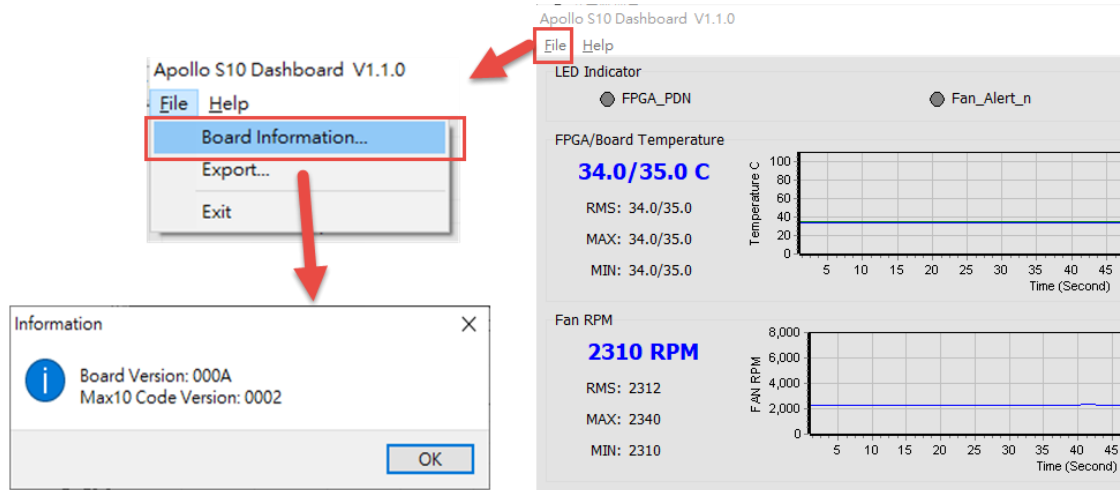 Apollo S10 Dashboard V1.1.0
File Help
Board Information...
Export...
Exit
Information
Board Version: 000A
Max10 Code Version: 0002
OK
Apollo S10 Dashboard V1.1.0
File Help
LED Indicator
FPGA_PDN Fan_Alert_n
FPGA/Board Temperature
34.0/35.0 C
RMS: 34.0/35.0
MAX: 34.0/35.0
MIN: 34.0/35.0
Temperature C
100
80
60
40
20
0
5 10 15 20 25 30 35 40 45
Time (Second)
Fan RPM
2310 RPM
RMS: 2312
MAX: 2340
MIN: 2310
FAN RPM
8,000
6,000
4,000
2,000
0
5 10 15 20 25 30 35 40 45
Time (Second)